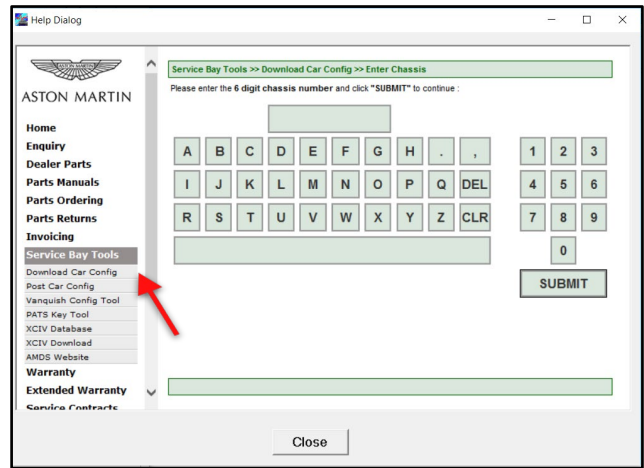 Help Dialog
ASTON MARTIN
ASTON MARTIN
Home
Enquiry
Dealer Parts
Parts Manuals
Parts Ordering
Parts Returns
Invoicing
Service Bay Tools
Download Car Config
Post Car Config
Vanquish Config Tool
PATS Key Tool
XCIV Database
XCIV Download
AMDS Website
Warranty
Extended Warranty
Service Contracts
Service Bay Tools >> Download Car Config >> Enter Chassis
Please enter the 6 digit chassis number and click "SUBMIT" to continue :
A B C D E F G H . ,
I J K L M N O P Q DEL
R S T U V W X Y Z CLR
1 2 3
4 5 6
7 8 9
0
SUBMIT
Close